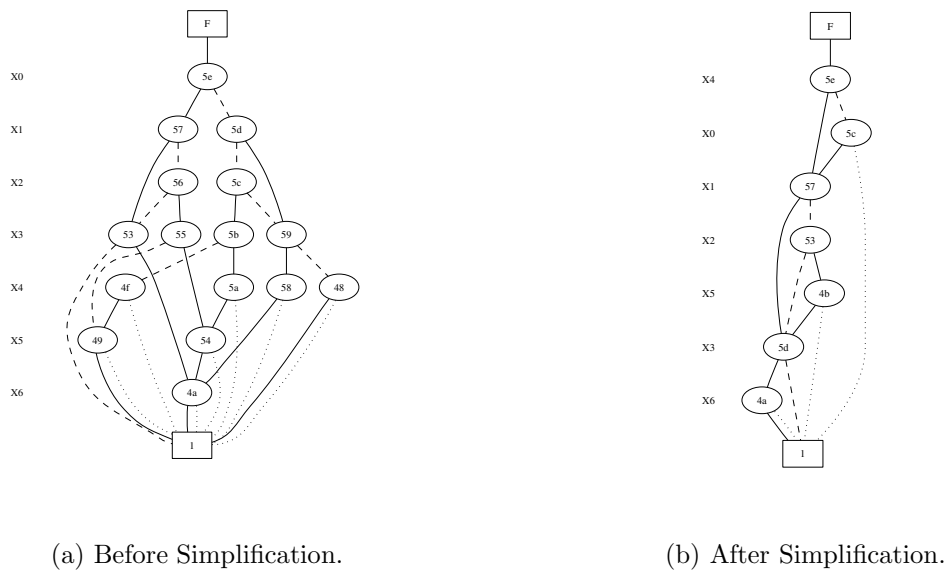 F
X0
5e
X1
57
5d
X2
56
5c
X3
53
55
5b
59
X4
4f
5a
58
48
X5
49
54
X6
4a
1
(a) Before Simplification.
F
X4
5e
X0
5c
X1
57
X2
53
X5
4b
X3
5d
X6
4a
1
(b) After Simplification.